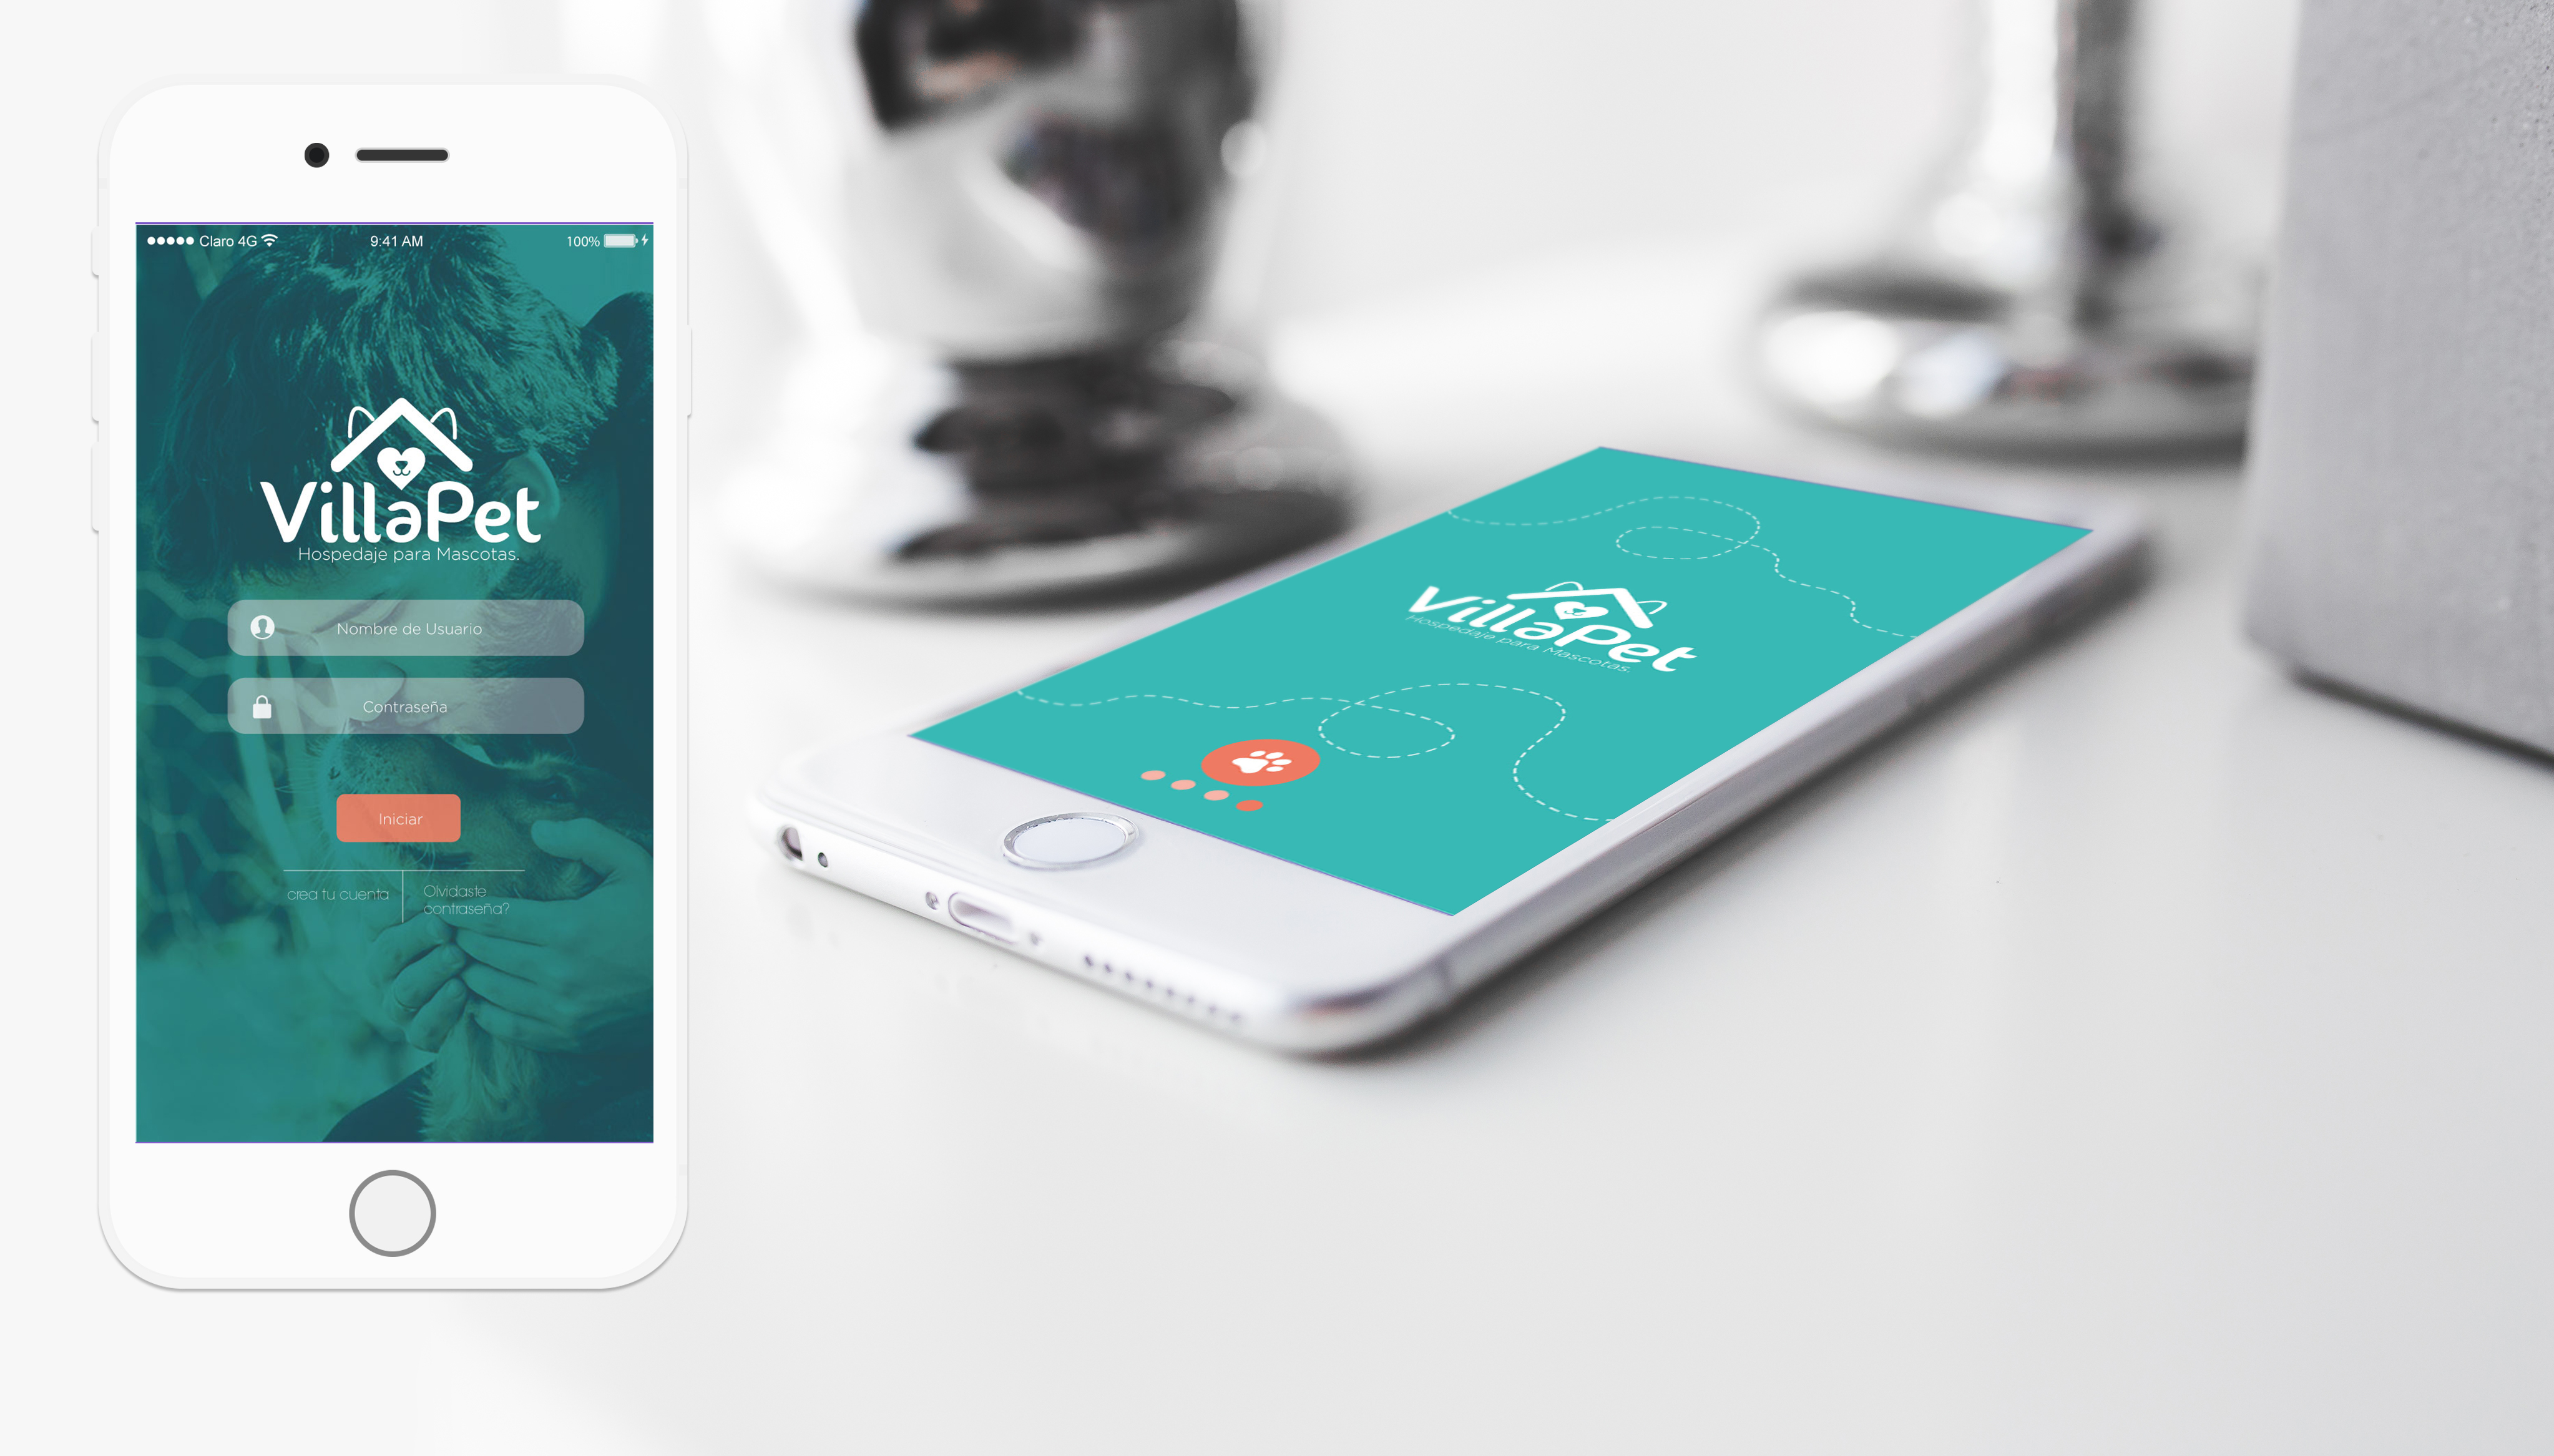 Claro 4G
9:41 AM
100%
VillaPet
Hospedaje para Mascotas.
Nombre de Usuario
Contraseña
Iniciar
crea tu cuenta
Olvidaste
contraseña?
VillaPet
Hospedaje para Mascotas.